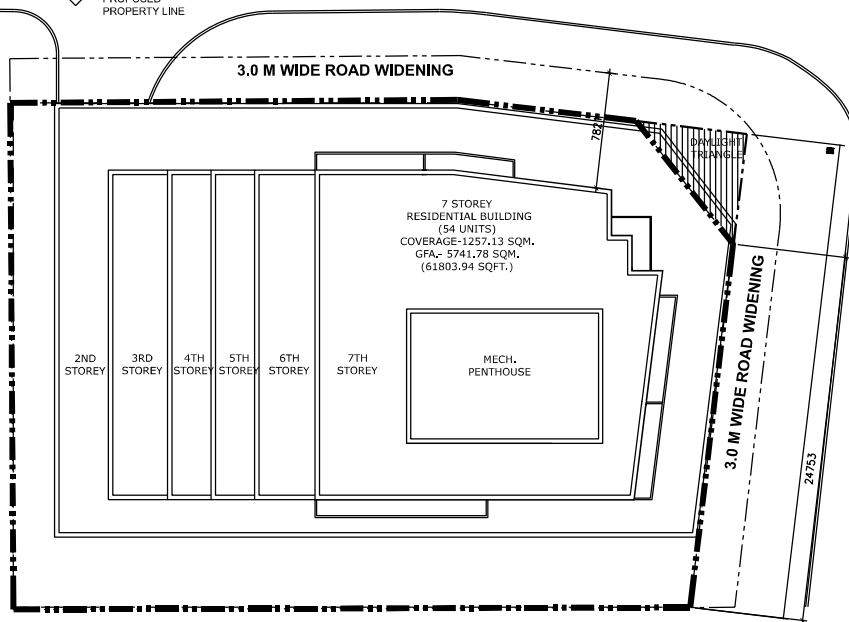 PROPERTY LINE
3.0 M WIDE ROAD WIDENING
DAYLIGHT
TRIANGLE
7 STOREY
RESIDENTIAL BUILDING
(54 UNITS)
COVERAGE-1257.13 SQM.
GFA.- 5741.78 SQM.
(61803.94 SQFT.)
2ND
STOREY
3RD
STOREY
4TH
STOREY
5TH
STOREY
6TH
STOREY
7TH
STOREY
MECH.
PENTHOUSE
3.0 M WIDE ROAD WIDENING
24753